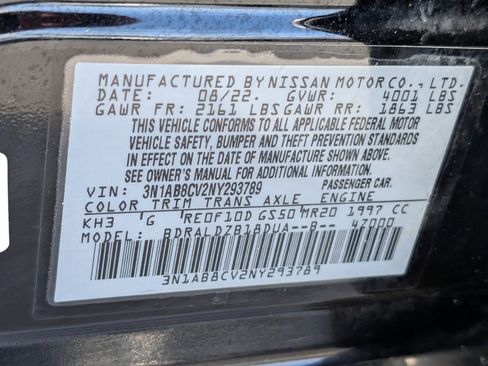 MANUFACTURED BY NISSAN MOTOR CO., LTD.
DATE: 08/22 GVWR: 4001 LBS
GAWR FR: 2161 LBS GAWR RR: 1863 LBS
THIS VEHICLE CONFORMS TO ALL APPLICABLE FEDERAL MOTOR
VEHICLE SAFETY, BUMPER AND THEFT PREVENTION STANDARDS
IN EFFECT ON THE DATE OF MANUFACTURE SHOWN ABOVE.
SEE OWNER'S MANUAL FOR ADDITIONAL INFORMATION.
VIN: 3N1AB8CV2NY293789 PASSENGER CAR.
COLOR TRIM TRANS AXLE ENGINE
KH3 G RE0F10D GS50 MR20 1997 CC
MODEL: BDRALDZB18DUA--B-- 47000
3N1AB8CV2NY293789